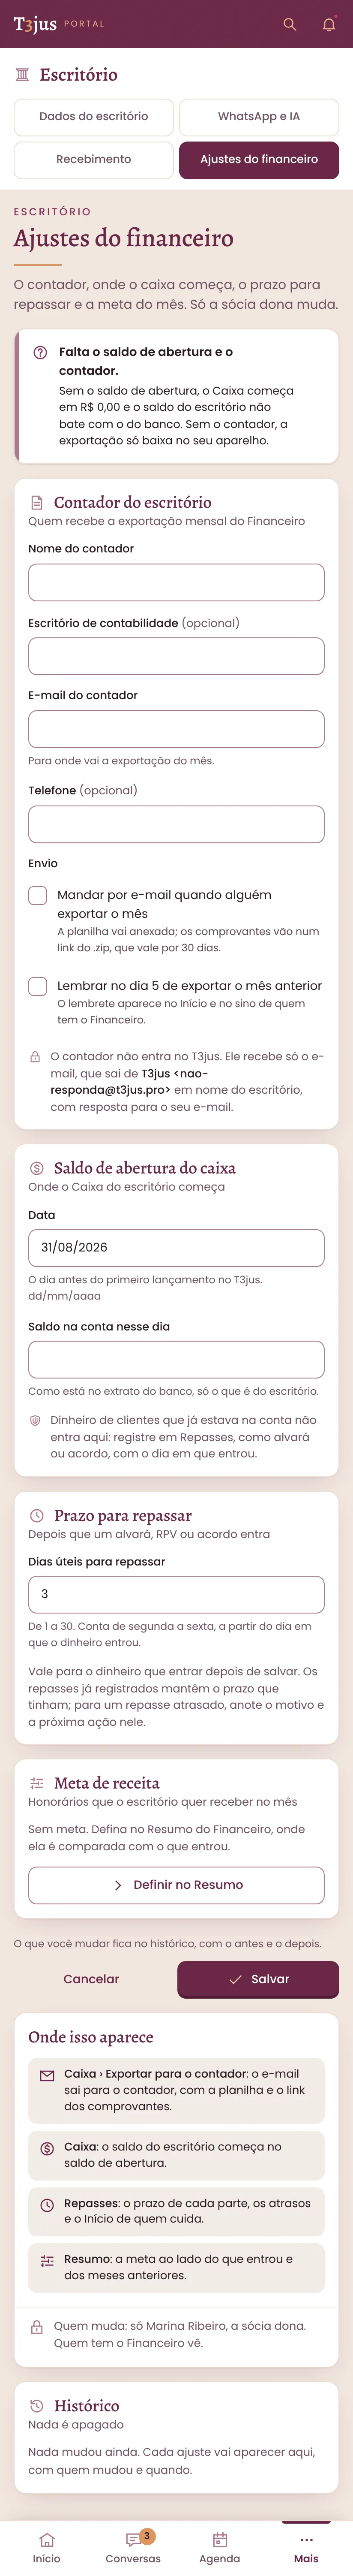 T3jus PORTAL
Escritório
Dados do escritório
WhatsApp e IA
Recebimento
Ajustes do financeiro
ESCRITÓRIO
Ajustes do financeiro
O contador, onde o caixa começa, o prazo para
repassar e a meta do mês. Só a sócia dona muda.
Falta o saldo de abertura e o
contador.
Sem o saldo de abertura, o Caixa começa
em R$ 0,00 e o saldo do escritório não
bate com o do banco. Sem o contador, a
exportação só baixa no seu aparelho.
Contador do escritório
Quem recebe a exportação mensal do Financeiro
Nome do contador
Escritório de contabilidade (opcional)
E-mail do contador
Para onde vai a exportação do mês.
Telefone (opcional)
Envio
Mandar por e-mail quando alguém
exportar o mês
A planilha vai anexada; os comprovantes vão num
link do .zip, que vale por 30 dias.
Lembrar no dia 5 de exportar o mês anterior
O lembrete aparece no Início e no sino de quem
tem o Financeiro.
O contador não entra no T3jus. Ele recebe só o e-
mail, que sai de T3jus <nao-
responda@t3jus.pro> em nome do escritório,
com resposta para o seu e-mail.
Saldo de abertura do caixa
Onde o Caixa do escritório começa
Data
31/08/2026
O dia antes do primeiro lançamento no T3jus.
dd/mm/aaaa
Saldo na conta nesse dia
Como está no extrato do banco, só o que é do escritório.
Dinheiro de clientes que já estava na conta não
entra aqui: registre em Repasses, como alvará
ou acordo, com o dia em que entrou.
Prazo para repassar
Depois que um alvará, RPV ou acordo entra
Dias úteis para repassar
3
De 1 a 30. Conta de segunda a sexta, a partir do dia em
que o dinheiro entrou.
Vale para o dinheiro que entrar depois de salvar. Os
repasses já registrados mantêm o prazo que
tinham; para um repasse atrasado, anote o motivo e
a próxima ação nele.
Meta de receita
Honorários que o escritório quer receber no mês
Sem meta. Defina no Resumo do Financeiro, onde
ela é comparada com o que entrou.
Definir no Resumo
O que você mudar fica no histórico, com o antes e o depois.
Cancelar
Salvar
Onde isso aparece
Caixa › Exportar para o contador: o e-mail
sai para o contador, com a planilha e o link
dos comprovantes.
Caixa: o saldo do escritório começa no
saldo de abertura.
Repasses: o prazo de cada parte, os atrasos
e o Início de quem cuida.
Resumo: a meta ao lado do que entrou e
dos meses anteriores.
Quem muda: só Marina Ribeiro, a sócia dona.
Quem tem o Financeiro vê.
Histórico
Nada é apagado
Nada mudou ainda. Cada ajuste vai aparecer aqui,
com quem mudou e quando.
3
Início
Conversas
Agenda
Mais